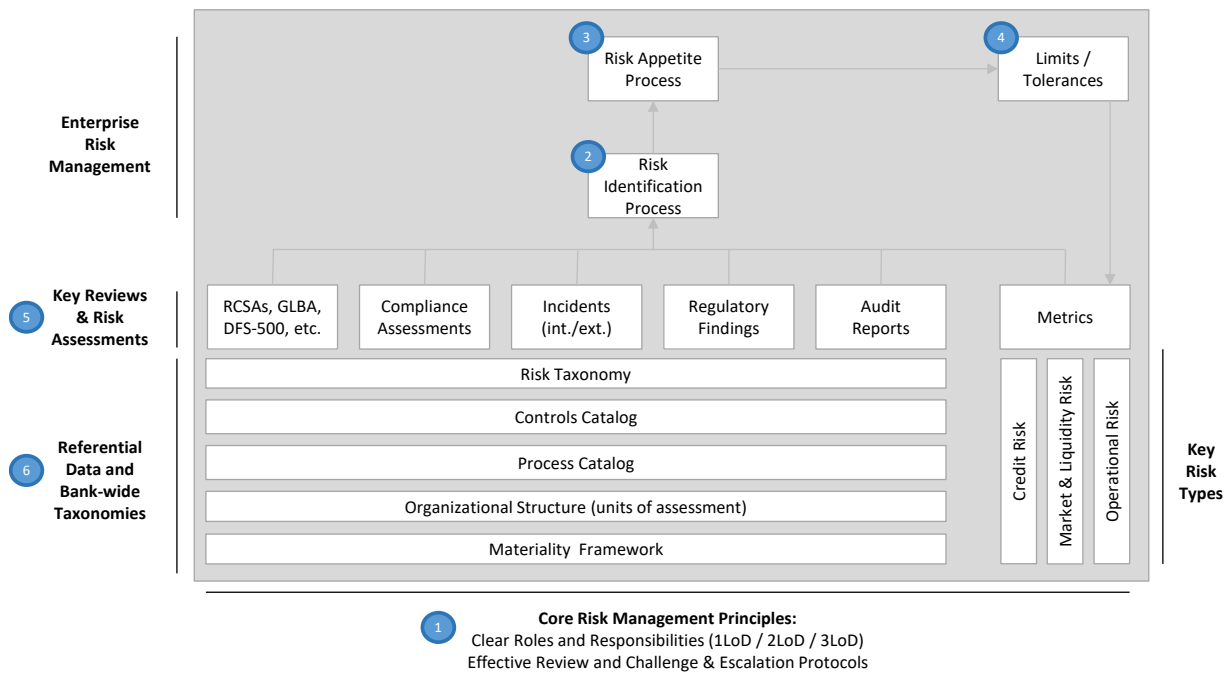 3
Risk Appetite
Process
4
Limits /
Tolerances
Enterprise
Risk
Management
2
Risk
Identification
Process
5
Key Reviews
& Risk
Assessments
RCSAs, GLBA,
DFS-500, etc.
Compliance
Assessments
Incidents
(int./ext.)
Regulatory
Findings
Audit
Reports
Metrics
6
Referential
Data and
Bank-wide
Taxonomies
Risk Taxonomy
Controls Catalog
Process Catalog
Organizational Structure (units of assessment)
Materiality Framework
Credit Risk
Market & Liquidity Risk
Operational Risk
Key
Risk
Types
1
Core Risk Management Principles:
Clear Roles and Responsibilities (1LoD / 2LoD / 3LoD)
Effective Review and Challenge & Escalation Protocols